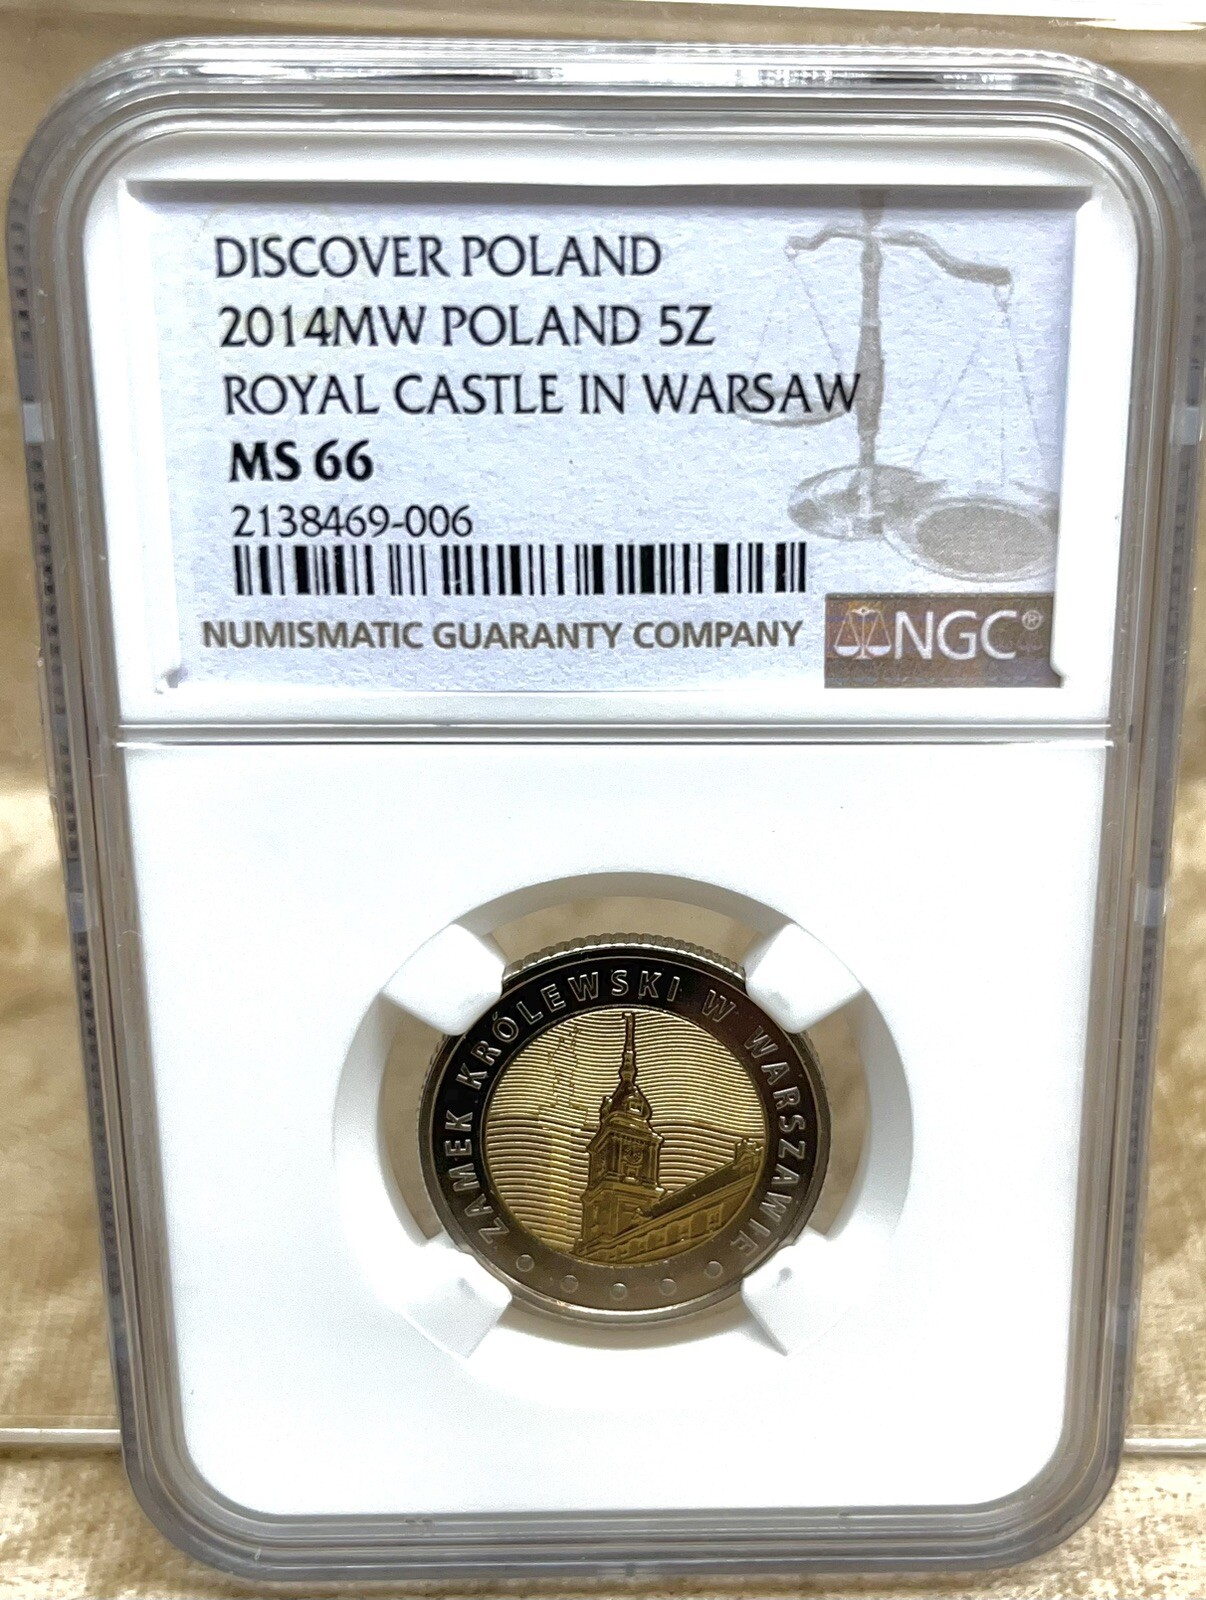 DISCOVER POLAND
2014MW POLAND 5Z
ROYAL CASTLE IN WARSAW
MS 66
2138469-006
NUMISMATIC GUARANTY COMPANY
NGC®
ZAMEK KRÓLEWSKI W WARSZAWIE